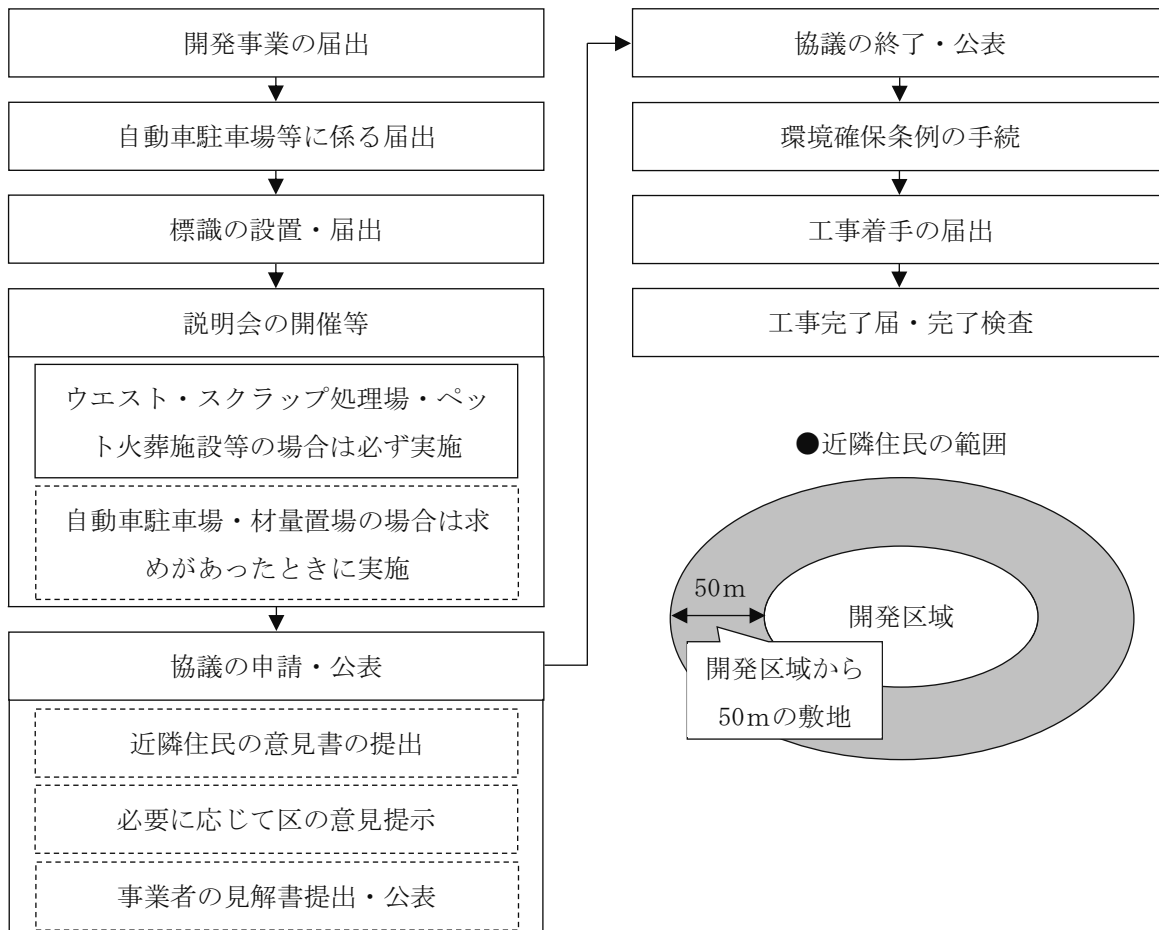 開発事業の届出
自動車駐車場等に係る届出
標識の設置・届出
説明会の開催等
ウエスト・スクラップ処理場・ペッ
ト火葬施設等の場合は必ず実施
自動車駐車場・材量置場の場合は求
めがあったときに実施
協議の申請・公表
近隣住民の意見書の提出
必要に応じて区の意見提示
事業者の見解書提出・公表
協議の終了・公表
環境確保条例の手続
工事着手の届出
工事完了届・完了検査
●近隣住民の範囲
50m
開発区域
開発区域から
50mの敷地